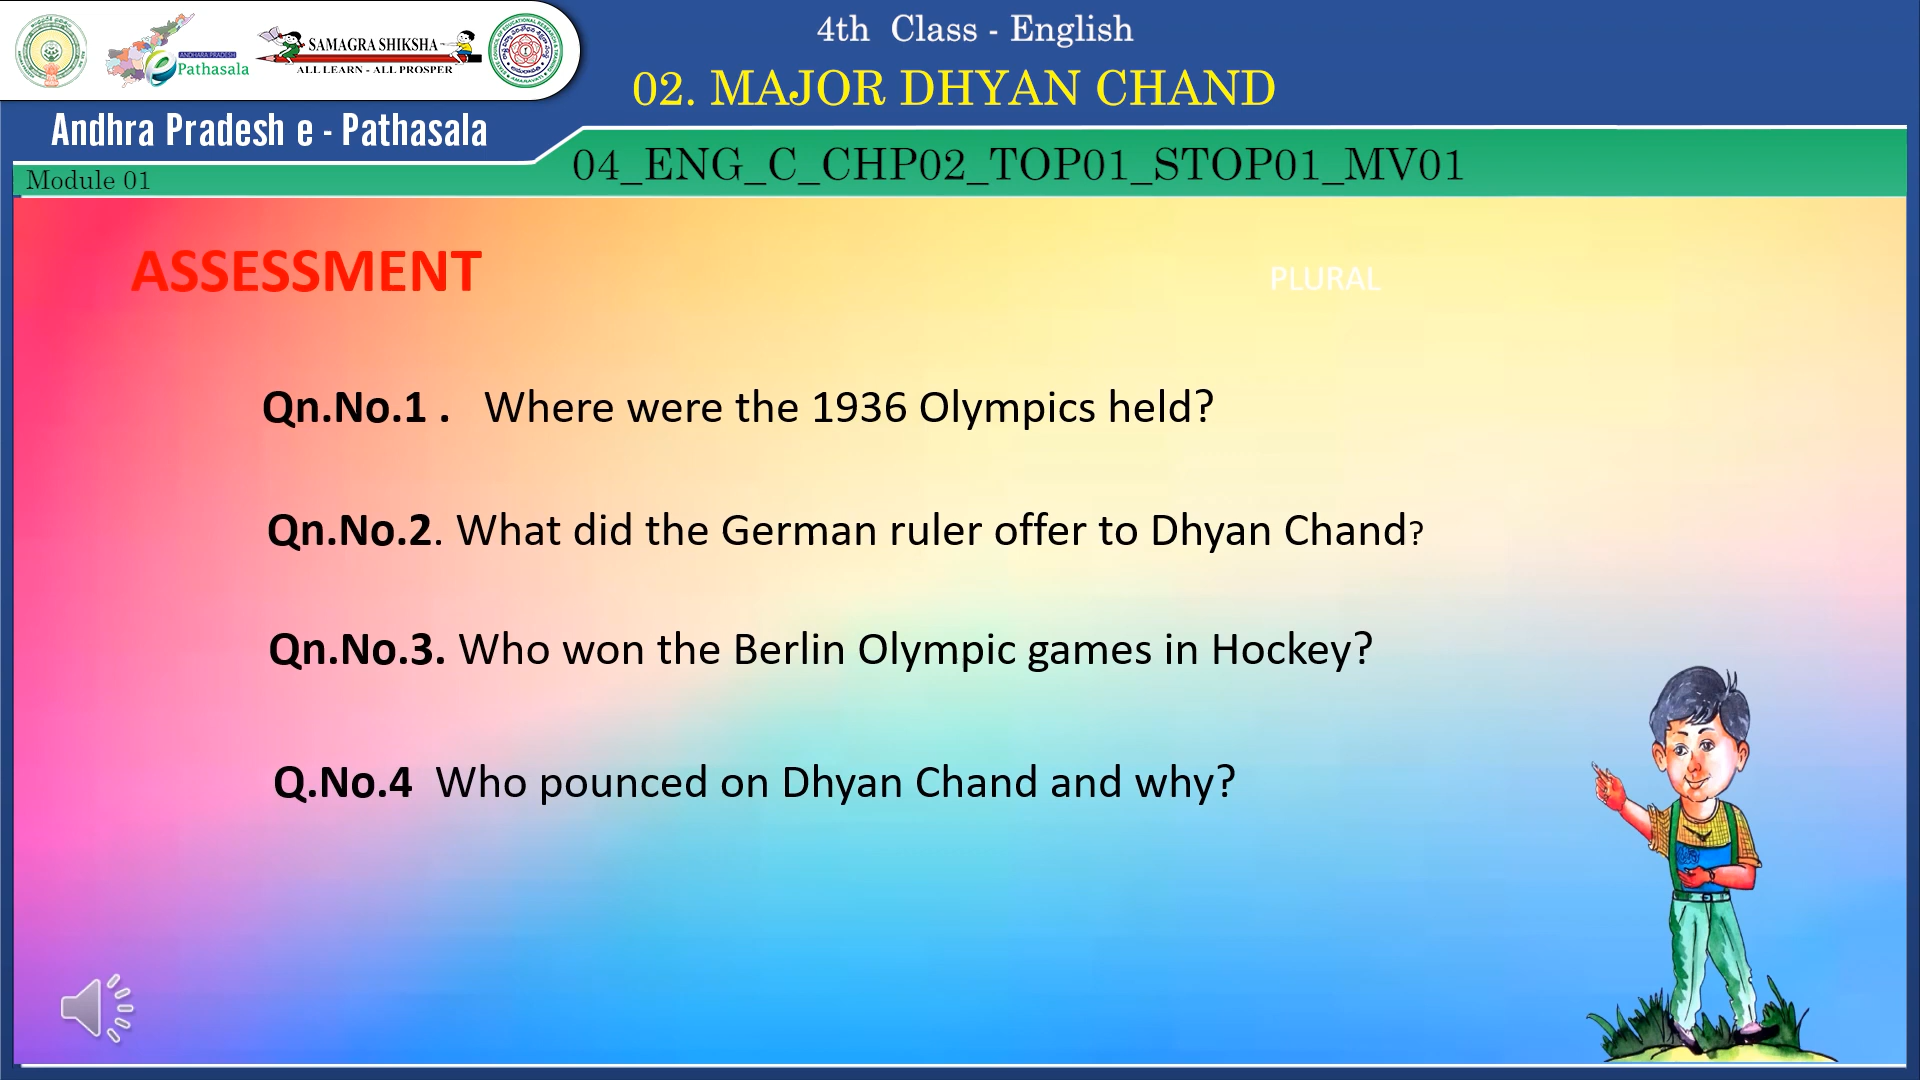 4th Class - English
02. MAJOR DHYAN CHAND
ANDHARA PRADESH
Pathasala
SAMAGRA SHIKSHA
ALL LEARN - ALL PROSPER
Andhra Pradesh e - Pathasala
04_ENG_C_CHP02_TOP01_STOP01_MV01
Module 01
ASSESSMENT
PLURAL
Qn.No.1 . Where were the 1936 Olympics held?
Qn.No.2. What did the German ruler offer to Dhyan Chand?
Qn.No.3. Who won the Berlin Olympic games in Hockey?
Q.No.4 Who pounced on Dhyan Chand and why?